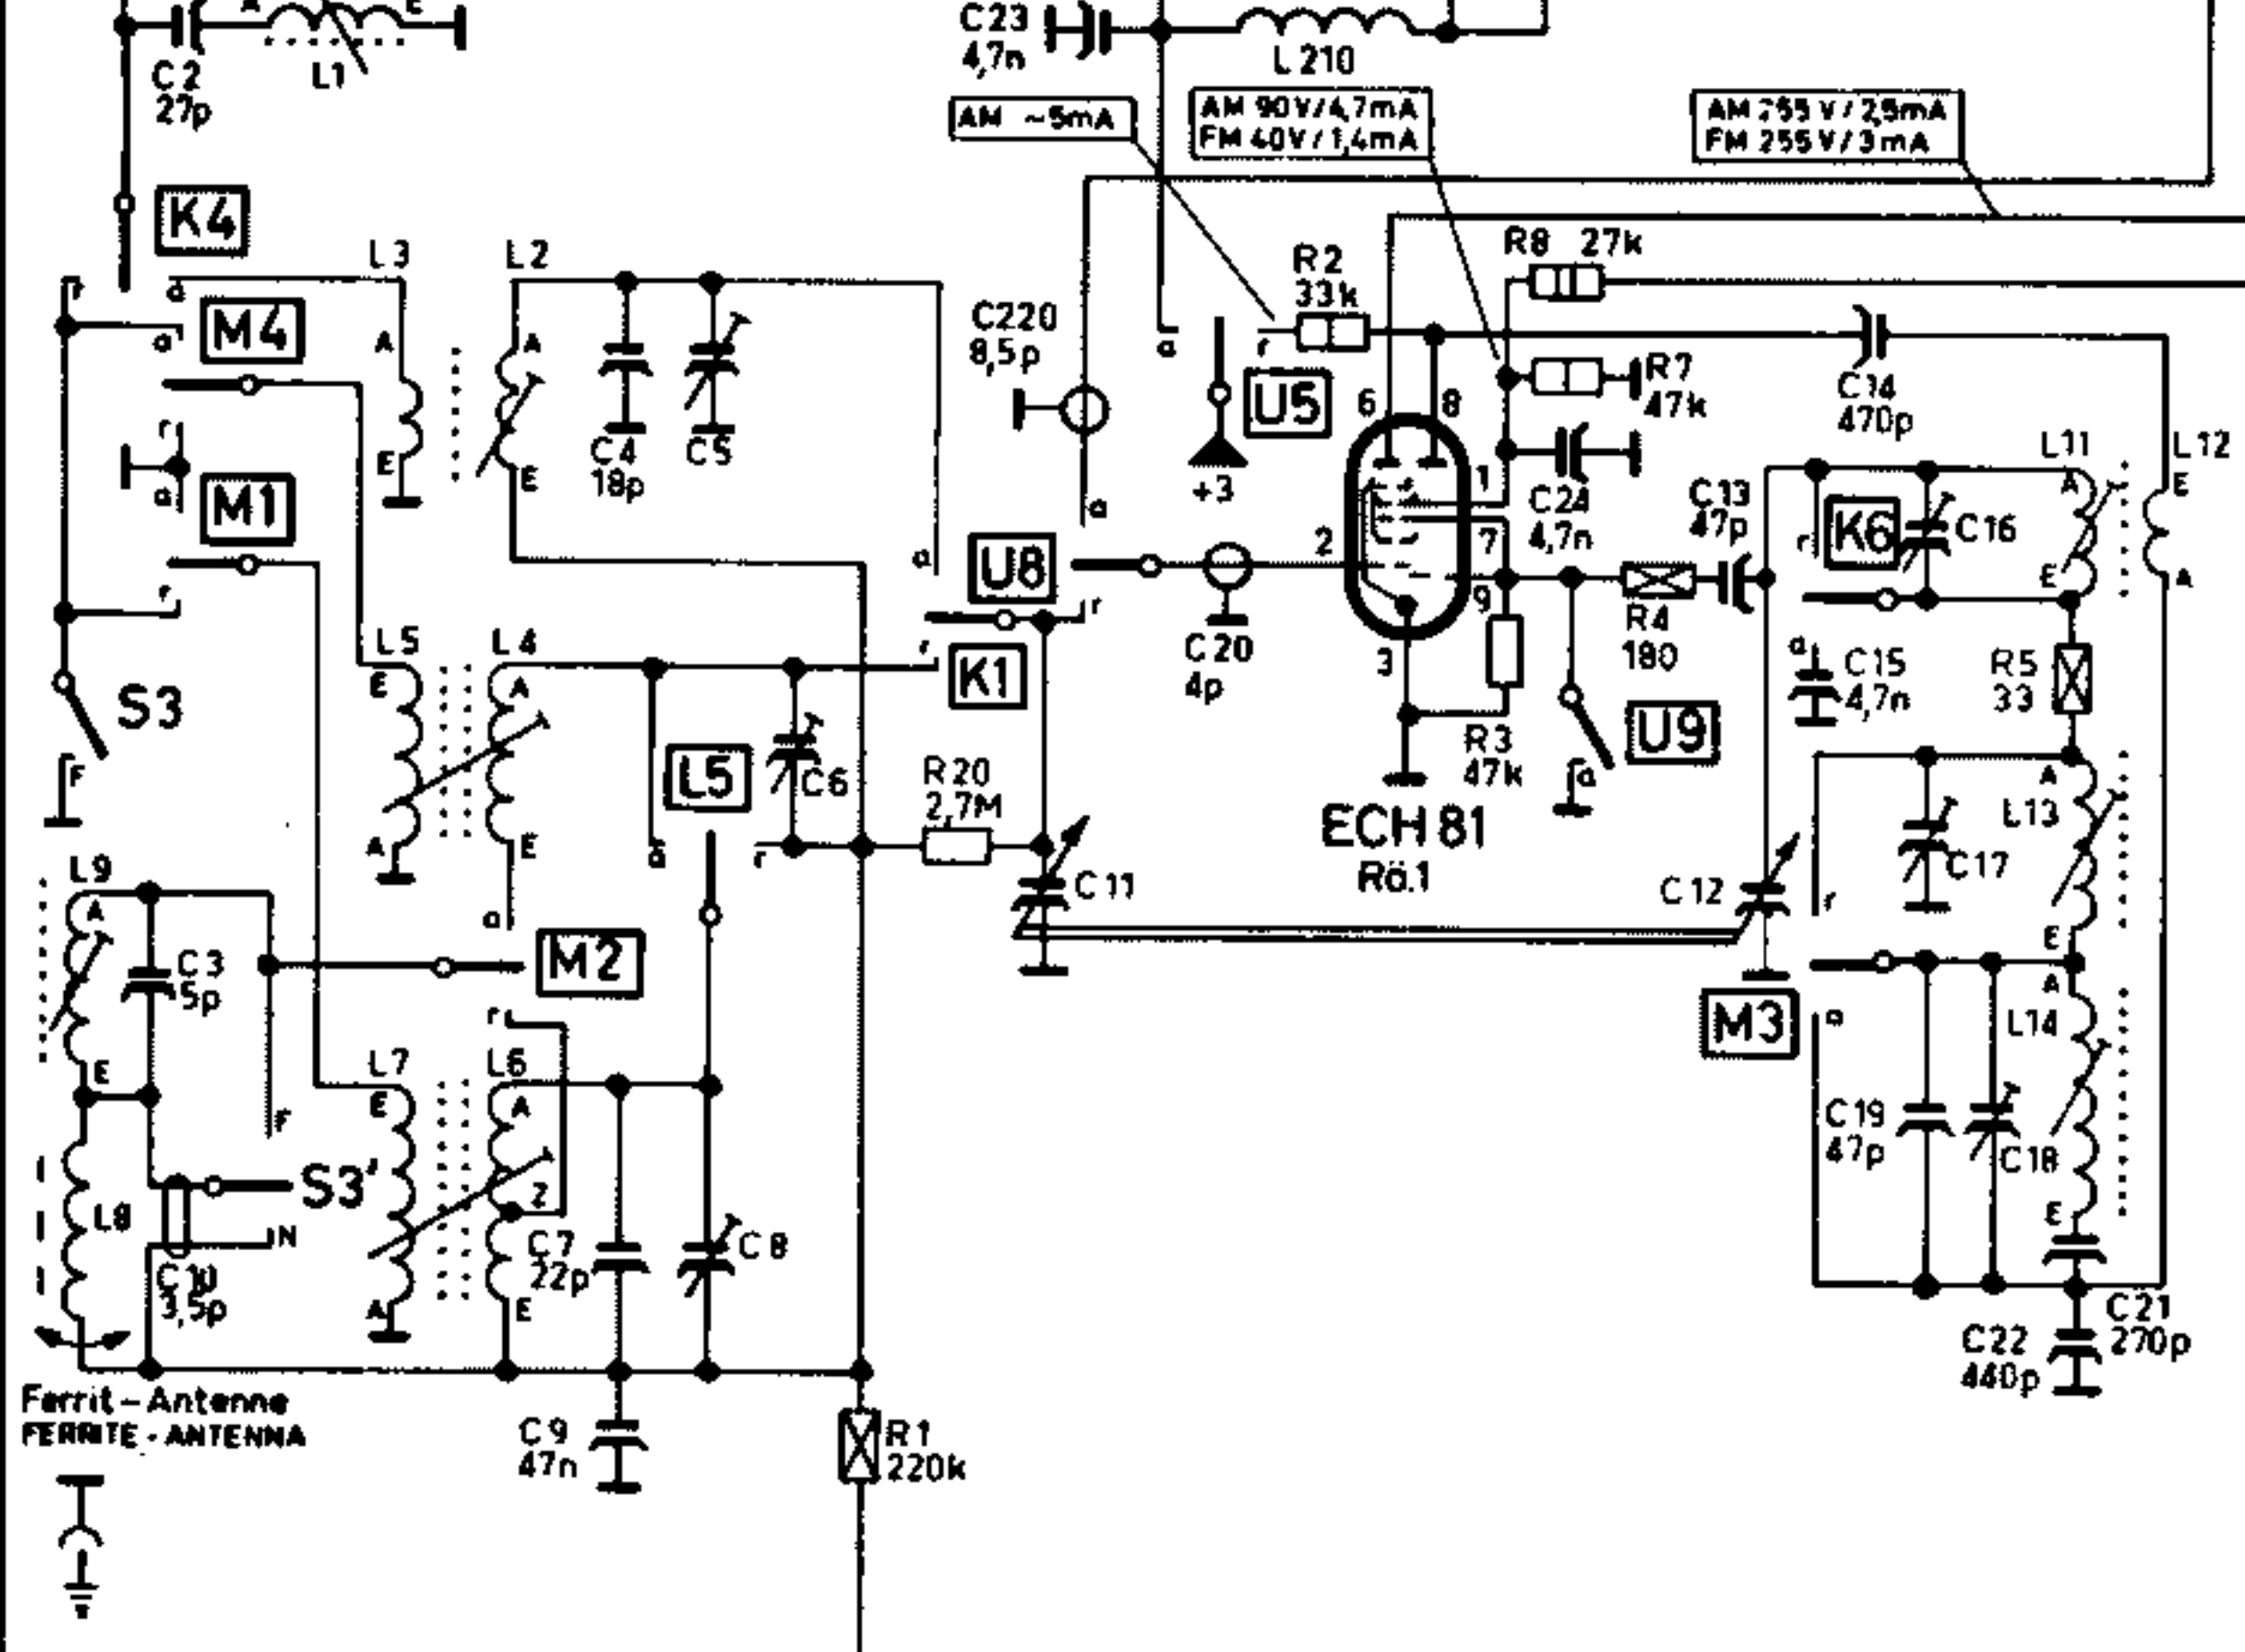 A E
C2
27p
L1
C23
4,7n
L210
AM ~5mA
AM 90V/4,7mA
FM 40V/1,4mA
AM 255 V/2,5mA
FM 255 V/3mA
K4
r a
L3
L2
M4
a
A
A
E
E
C4
18p
C5
r
a
M1
r
C220
8,5p
a
r
U5
+3
R2
33k
R8 27k
R7
47k
C14
470p
6 8
1
2
7
9
3
C24
4,7n
C13
47p
L11
L12
A
E
E
A
r
K6
C16
a
U8
a
r
K1
r
C20
4p
R4
180
R3
47k
U9
a
a
C15
4,7n
R5
33
S3
F
L5
L4
E
A
A
E
a
L5
a
r
C6
R20
2,7M
C11
ECH 81
Rö.1
C12
r
A
L13
C17
E
L9
A
C3
5p
E
M2
r
M3
a
A
L14
F
L7
L6
E
A
S3'
2
L8
N
C10
3,5p
A
E
C7
22p
C8
C19
47p
C18
E
C21
270p
C22
440p
Ferrit-Antenne
FERRITE-ANTENNA
C9
47n
R1
220k